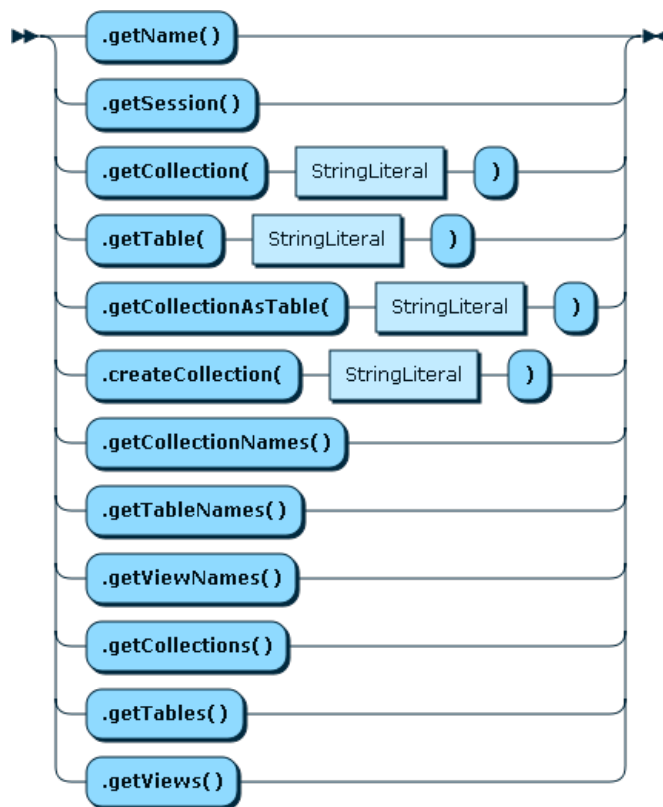 .getName()
.getSession()
.getCollection( StringLiteral )
.getTable( StringLiteral )
.getCollectionAsTable( StringLiteral )
.createCollection( StringLiteral )
.getCollectionNames()
.getTableNames()
.getViewNames()
.getCollections()
.getTables()
.getViews()